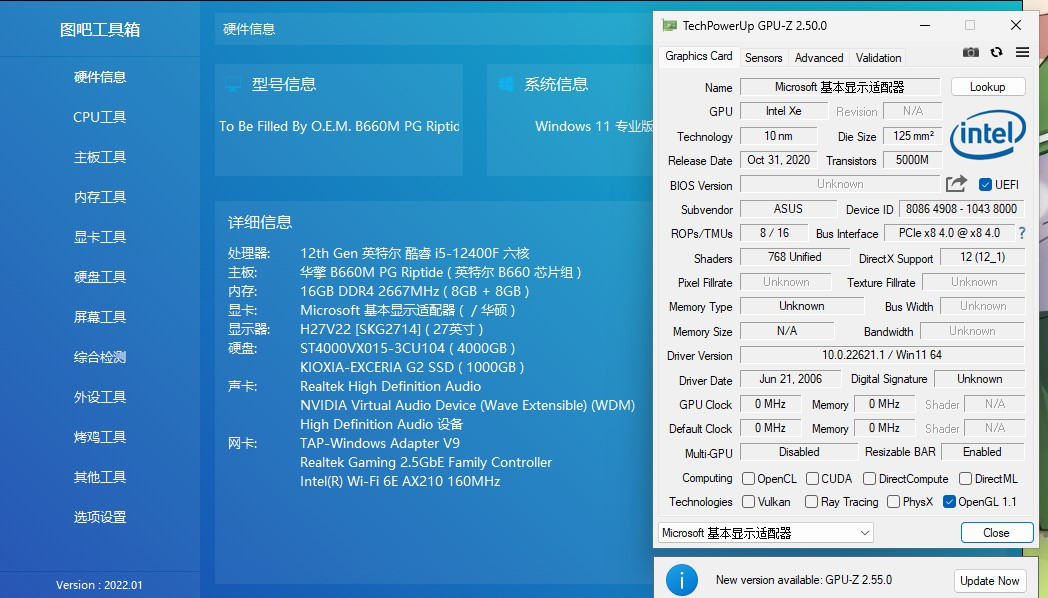 图吧工具箱
硬件信息
CPU工具
主板工具
内存工具
显卡工具
硬盘工具
屏幕工具
综合检测
外设工具
烤鸡工具
其他工具
选项设置
Version : 2022.01
硬件信息
型号信息
To Be Filled By O.E.M. B660M PG Riptid
系统信息
Windows 11 专业版
详细信息
处理器: 12th Gen 英特尔 酷睿 i5-12400F 六核
主板: 华擎 B660M PG Riptide ( 英特尔 B660 芯片组 )
内存: 16GB DDR4 2667MHz ( 8GB + 8GB )
显卡: Microsoft 基本显示适配器 ( / 华硕 )
显示器: H27V22 [SKG2714] ( 27英寸 )
硬盘: ST4000VX015-3CU104 ( 4000GB )
KIOXIA-EXCERIA G2 SSD ( 1000GB )
声卡: Realtek High Definition Audio
NVIDIA Virtual Audio Device (Wave Extensible) (WDM)
High Definition Audio 设备
网卡: TAP-Windows Adapter V9
Realtek Gaming 2.5GbE Family Controller
Intel(R) Wi-Fi 6E AX210 160MHz
TechPowerUp GPU-Z 2.50.0
Graphics Card Sensors Advanced Validation
Name Microsoft 基本显示适配器 Lookup
GPU Intel Xe Revision N/A
intel
Technology 10 nm Die Size 125 mm²
Release Date Oct 31, 2020 Transistors 5000M
BIOS Version Unknown UEFI
Subvendor ASUS Device ID 8086 4908 - 1043 8000
ROPs/TMUs 8 / 16 Bus Interface PCIe x8 4.0 @ x8 4.0 ?
Shaders 768 Unified DirectX Support 12 (12_1)
Pixel Fillrate Unknown Texture Fillrate Unknown
Memory Type Unknown Bus Width Unknown
Memory Size N/A Bandwidth Unknown
Driver Version 10.0.22621.1 / Win11 64
Driver Date Jun 21, 2006 Digital Signature Unknown
GPU Clock 0 MHz Memory 0 MHz Shader N/A
Default Clock 0 MHz Memory 0 MHz Shader N/A
Multi-GPU Disabled Resizable BAR Enabled
Computing OpenCL CUDA DirectCompute DirectML
Technologies Vulkan Ray Tracing PhysX OpenGL 1.1
Microsoft 基本显示适配器 Close
New version available: GPU-Z 2.55.0 Update Now